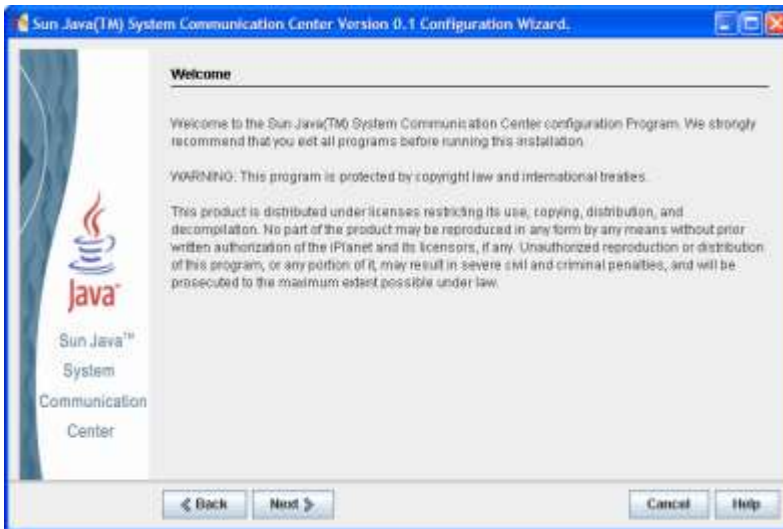 Sun Java(TM) System Communication Center Version 0.1 Configuration Wizard.
Welcome
Welcome to the Sun Java(TM) System Communication Center configuration Program. We strongly
recommend that you exit all programs before running this installation.
WARNING: This program is protected by copyright law and international treaties.
This product is distributed under licenses restricting its use, copying, distribution, and
decompilation. No part of the product may be reproduced in any form by any means without prior
written authorization of the iPlanet and its licensors, if any. Unauthorized reproduction or distribution
of this program, or any portion of it, may result in severe civil and criminal penalties, and will be
prosecuted to the maximum extent possible under law.
Java™
Sun Java™
System
Communication
Center
Back Next Cancel Help